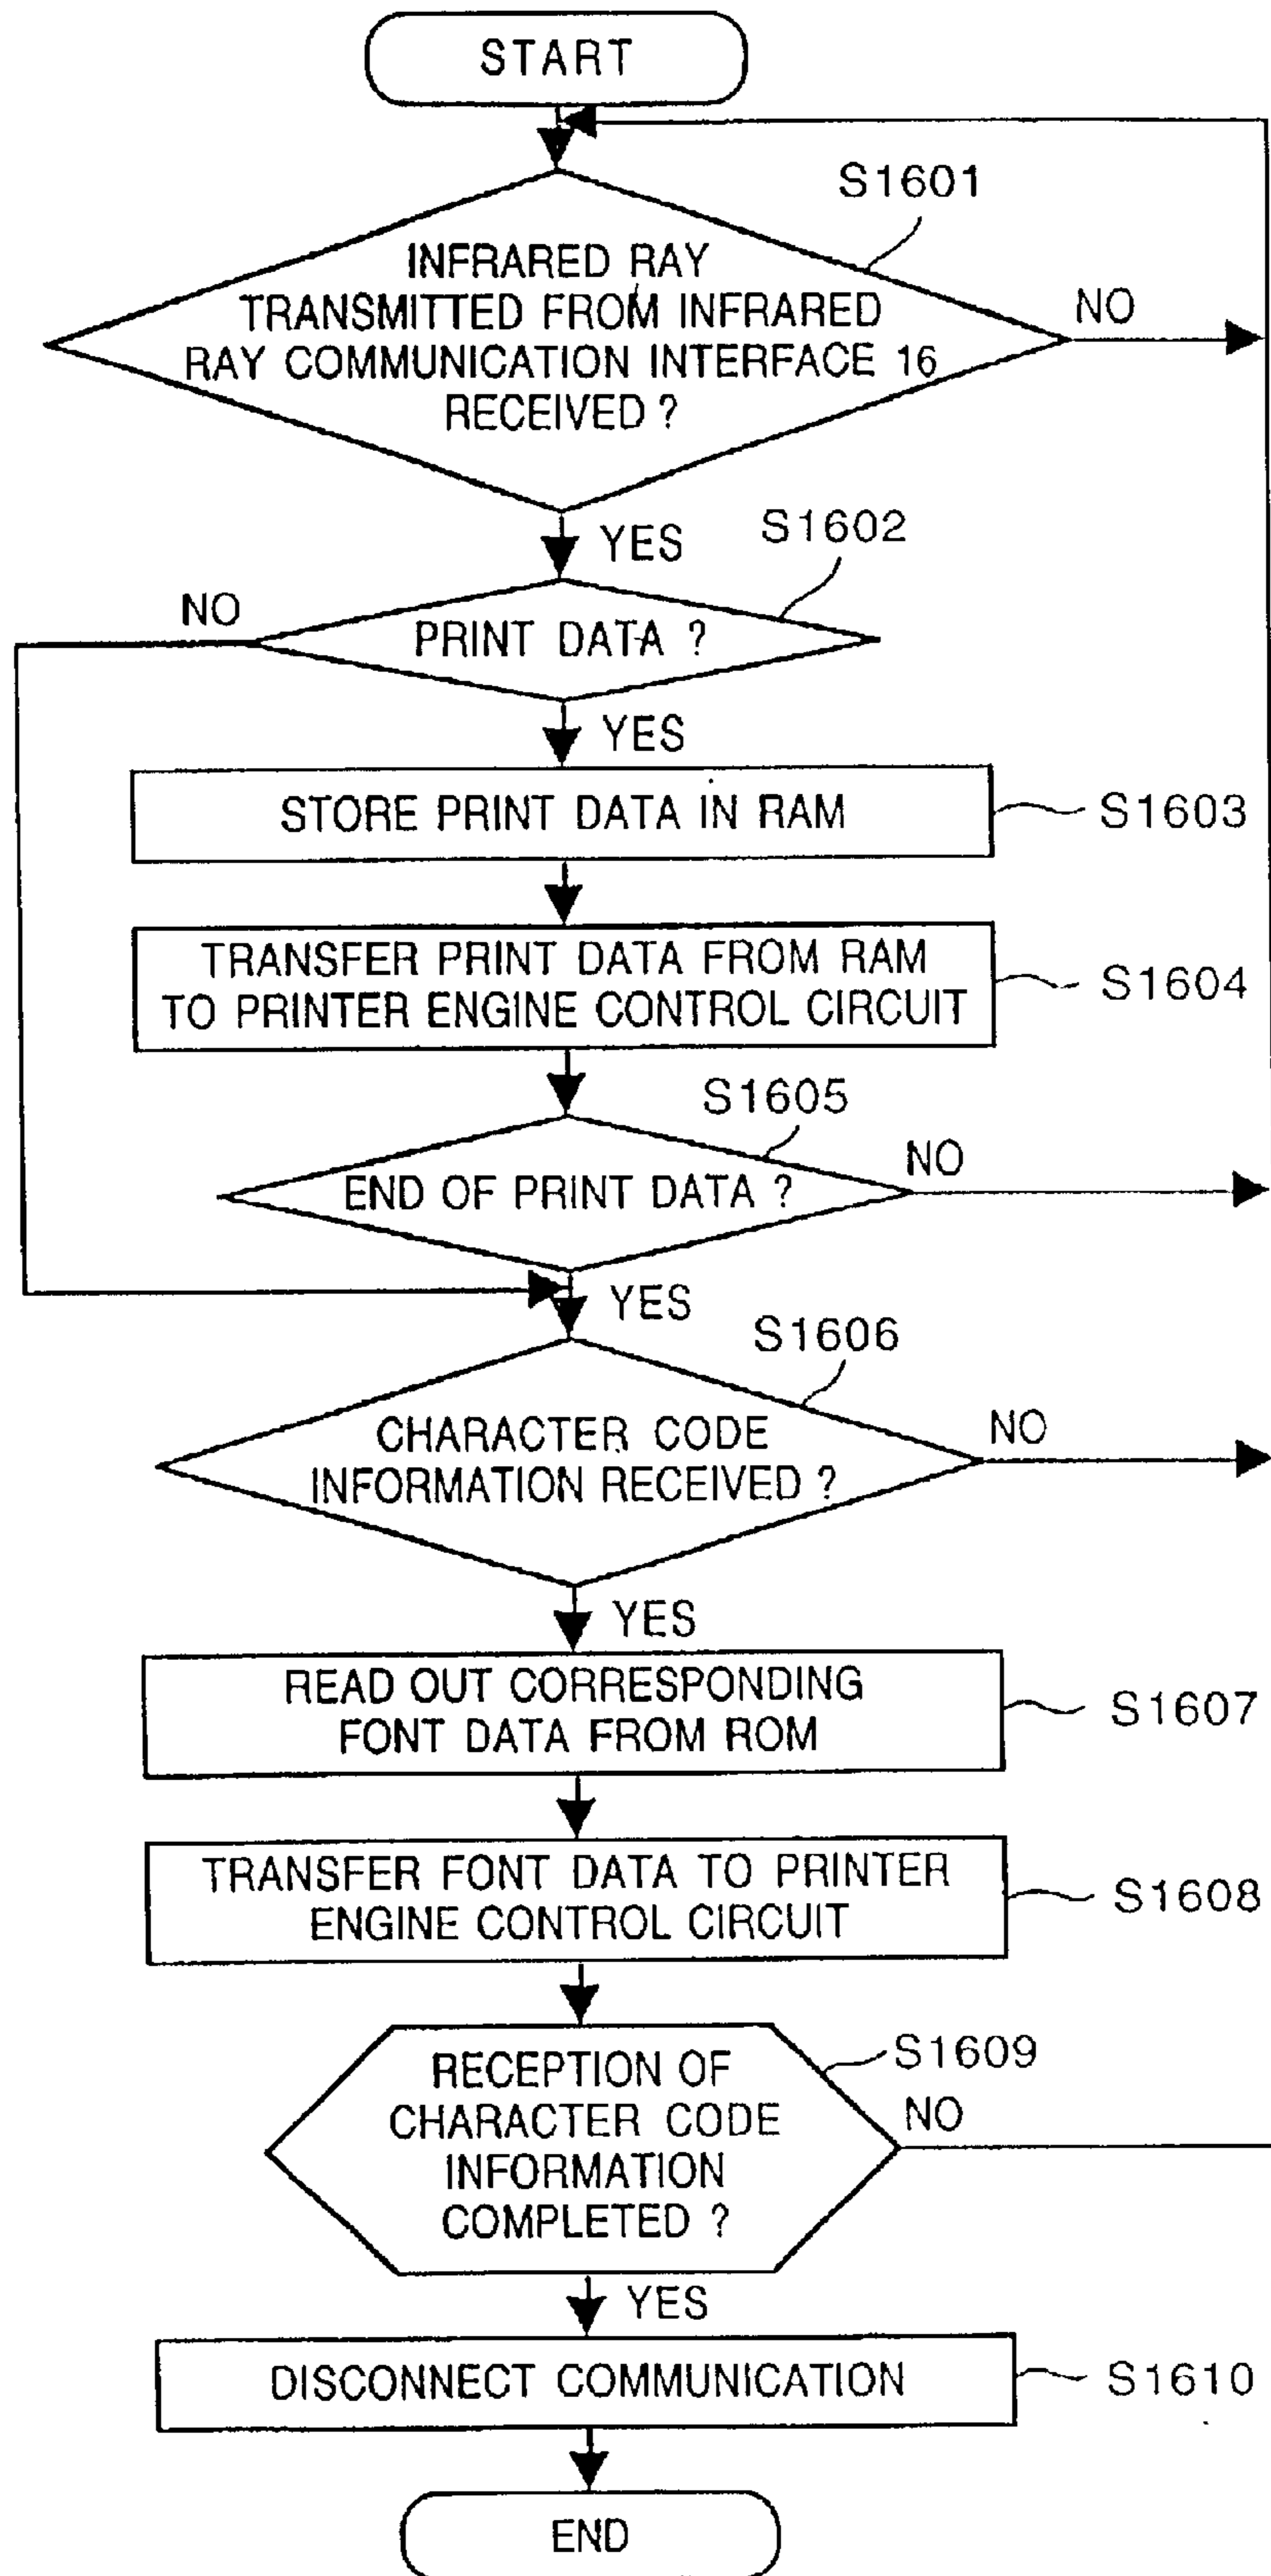 START
S1601
INFRARED RAY
TRANSMITTED FROM INFRARED
RAY COMMUNICATION INTERFACE 16
RECEIVED ?
NO
YES
S1602
NO
PRINT DATA ?
YES
STORE PRINT DATA IN RAM
S1603
TRANSFER PRINT DATA FROM RAM
TO PRINTER ENGINE CONTROL CIRCUIT
S1604
S1605
END OF PRINT DATA ?
NO
YES
S1606
CHARACTER CODE
INFORMATION RECEIVED ?
NO
YES
READ OUT CORRESPONDING
FONT DATA FROM ROM
S1607
TRANSFER FONT DATA TO PRINTER
ENGINE CONTROL CIRCUIT
S1608
S1609
RECEPTION OF
CHARACTER CODE
INFORMATION
COMPLETED ?
NO
YES
DISCONNECT COMMUNICATION
S1610
END